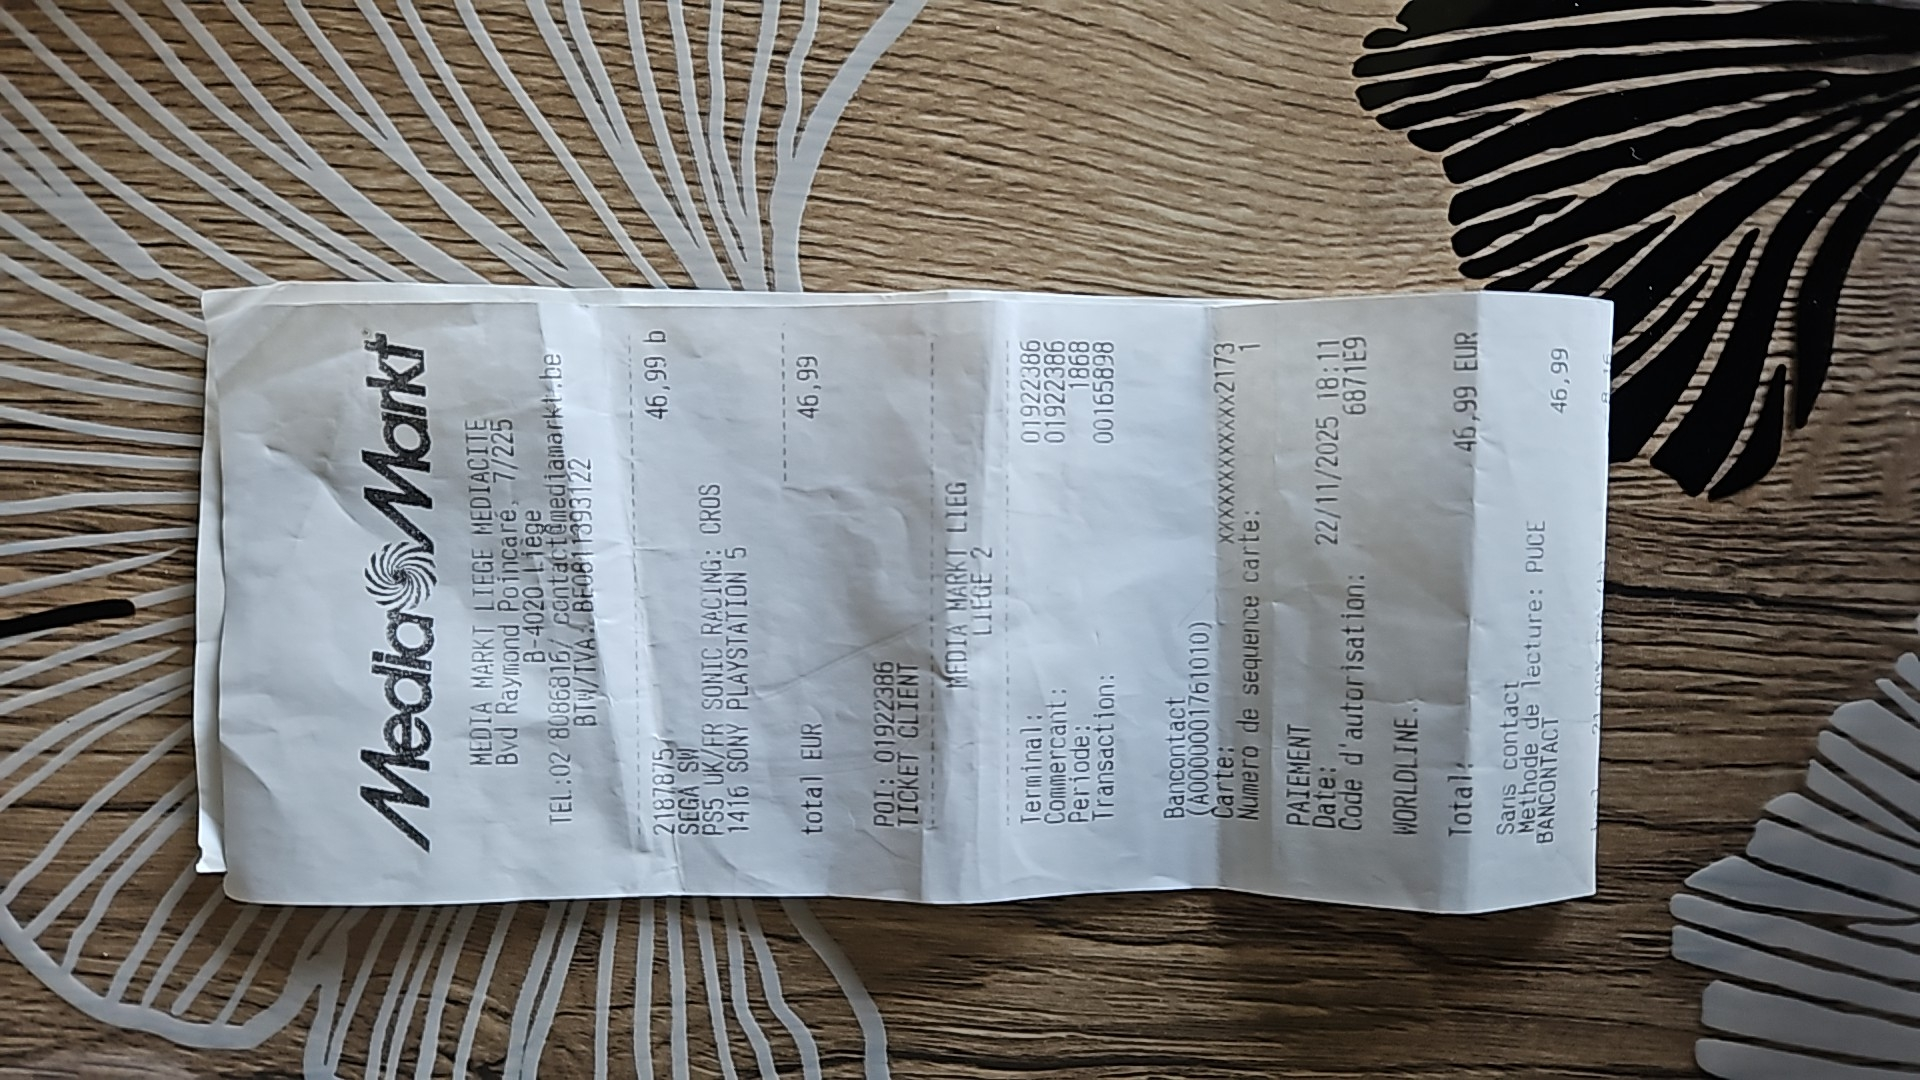 Media Markt
MEDIA MARKT LIEGE MEDIACITE
Bvd Raymond Poincaré, 7/225
B-4020 Liège
TEL.:02 8086816/ contact@mediamarkt.be
BTW/TVA: BE0811393122
2187875 46,99 b
SEGA SW
PS5 UK/FR SONIC RACING: CROS
1416 SONY PLAYSTATION 5
total EUR 46,99
POI: 01922386
TICKET CLIENT
MEDIA MARKT LIEG
LIEGE 2
Terminal: 01922386
Commercant: 01922386
Periode: 1868
Transaction: 00165898
Bancontact
(A0000001761010)
Carte: xxxxxxxxxxxxxxx2173
Numero de sequence carte: 1
PAIEMENT
Date: 22/11/2025 18:11
Code d'autorisation: 6871E9
WORLDLINE.
Total: 46,99 EUR
Sans contact
Methode de lecture: PUCE
BANCONTACT 46,99